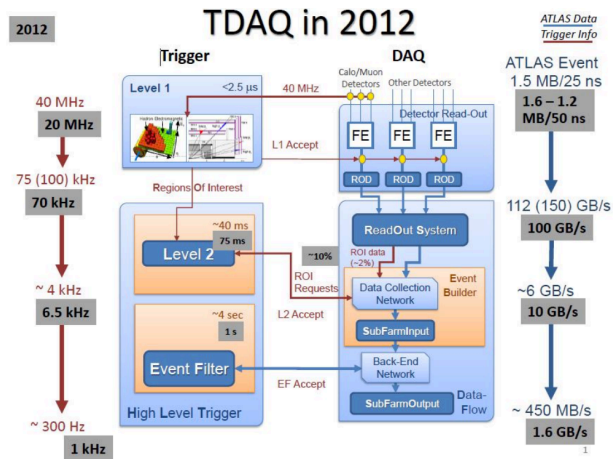 TDAQ in 2012
2012
ATLAS Data
Trigger Info
Trigger
DAQ
Calo/Muon
Detectors
Other Detectors
ATLAS Event
1.5 MB/25 ns
1.6 – 1.2
MB/50 ns
Level 1
<2.5 μs
40 MHz
Detector Read-Out
FE
FE
FE
L1 Accept
ROD
ROD
ROD
40 MHz
20 MHz
75 (100) kHz
70 kHz
~ 4 kHz
6.5 kHz
~ 300 Hz
1 kHz
Regions Of Interest
~40 ms
75 ms
Level 2
~10%
ROI data
(~2%)
ROI
Requests
L2 Accept
ReadOut System
Event
Builder
Data Collection
Network
SubFarmInput
~4 sec
1 s
Event Filter
EF Accept
Back-End
Network
SubFarmOutput
Data-
Flow
High Level Trigger
112 (150) GB/s
100 GB/s
~6 GB/s
10 GB/s
~ 450 MB/s
1.6 GB/s
1